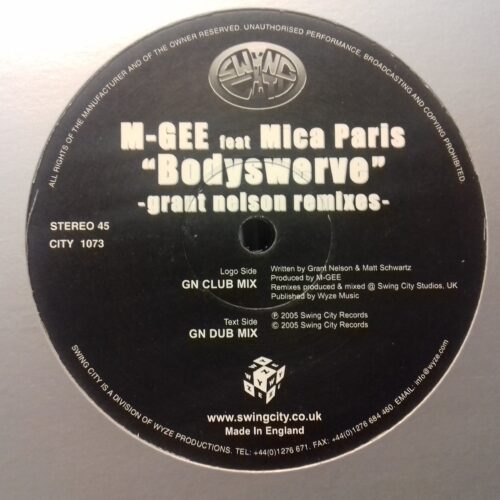 ALL RIGHTS OF THE MANUFACTURER AND OF THE OWNER RESERVED. UNAUTHORISED PERFORMANCE, BROADCASTING AND COPYING PROHIBITED.
SWING
CITY
M-GEE feat Mica Paris
"Bodyswerve"
-grant nelson remixes-
STEREO 45
CITY 1073
Logo Side
GN CLUB MIX
Written by Grant Nelson & Matt Schwartz
Produced by M-GEE
Remixes produced & mixed @ Swing City Studios, UK
Published by Wyze Music
Text Side
GN DUB MIX
℗ 2005 Swing City Records
© 2005 Swing City Records
www.swingcity.co.uk
Made In England
SWING CITY IS A DIVISION OF WYZE PRODUCTIONS. TEL: +44(0)1276 671. FAX: +44(0)1276 684 460. EMAIL: info@wyze.com